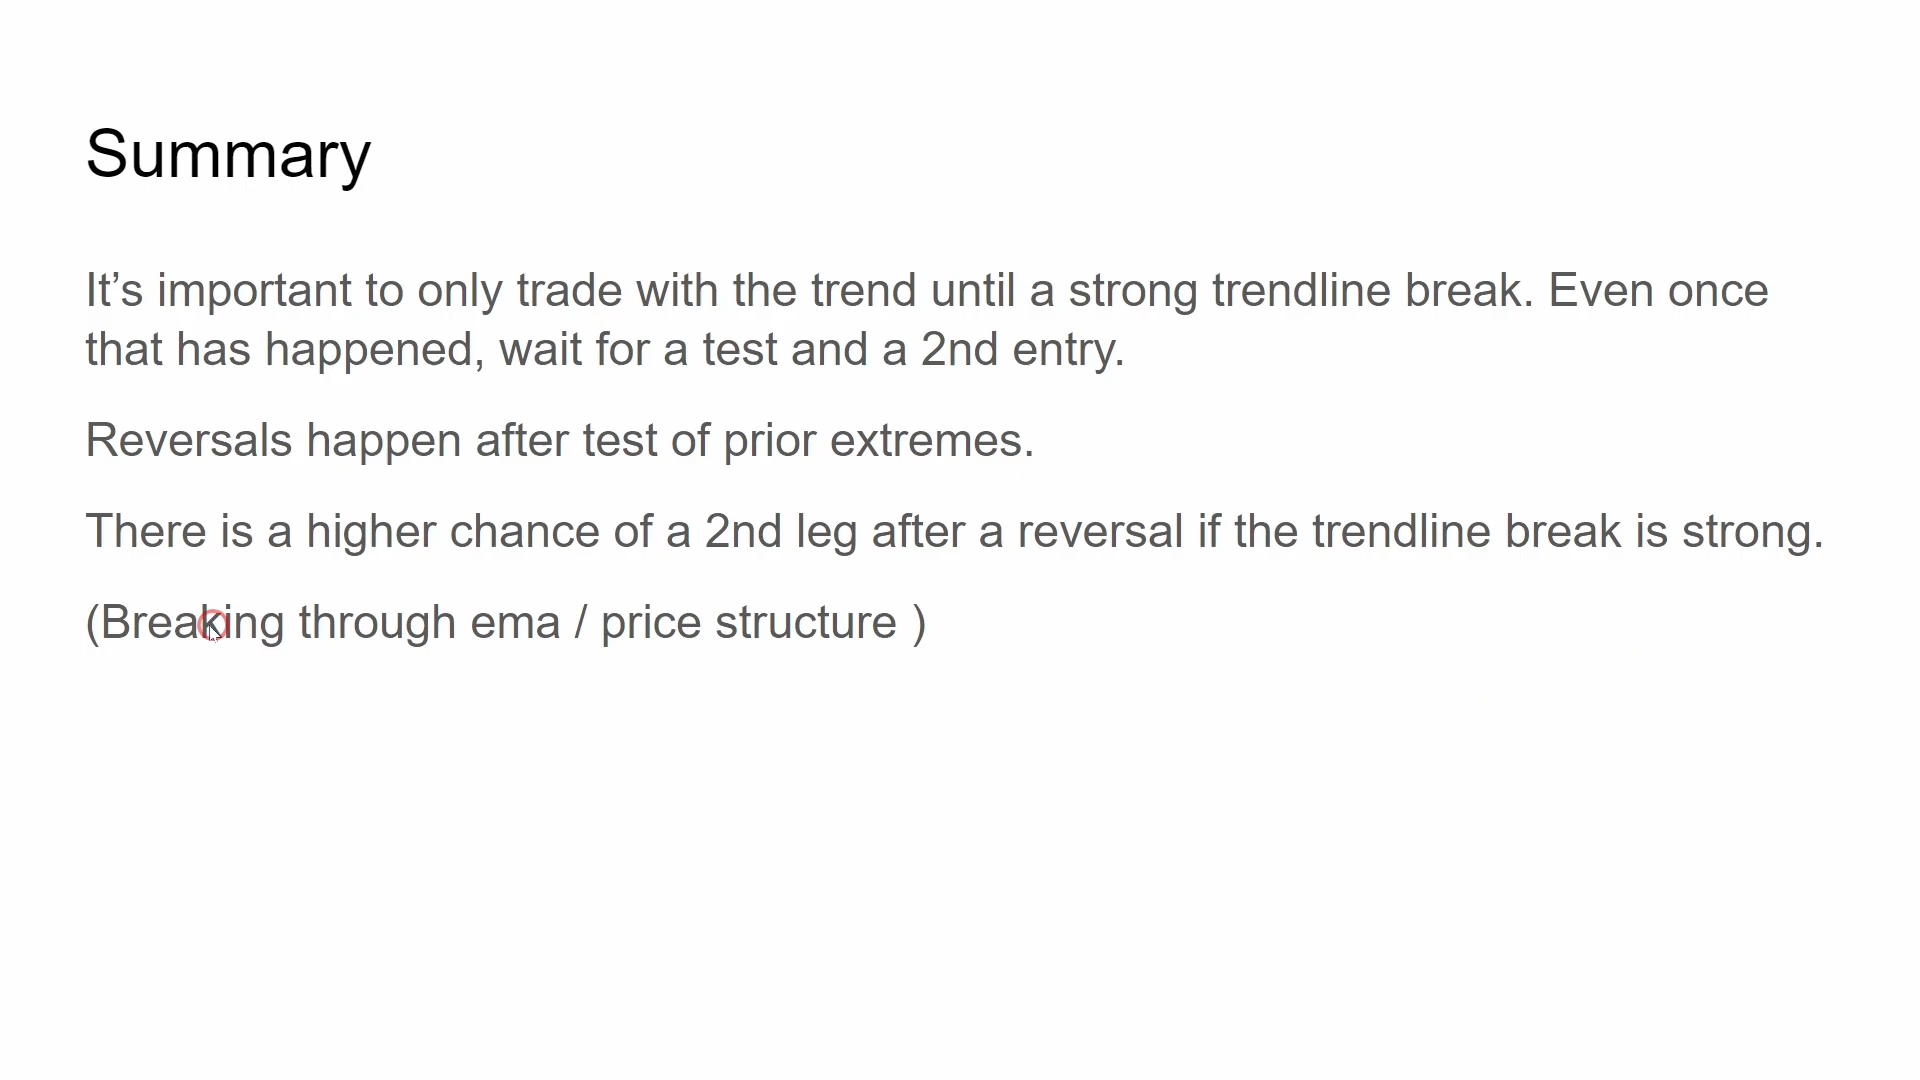 Summary
It’s important to only trade with the trend until a strong trendline break. Even once
that has happened, wait for a test and a 2nd entry.
Reversals happen after test of prior extremes.
There is a higher chance of a 2nd leg after a reversal if the trendline break is strong.
(Breaking through ema / price structure )